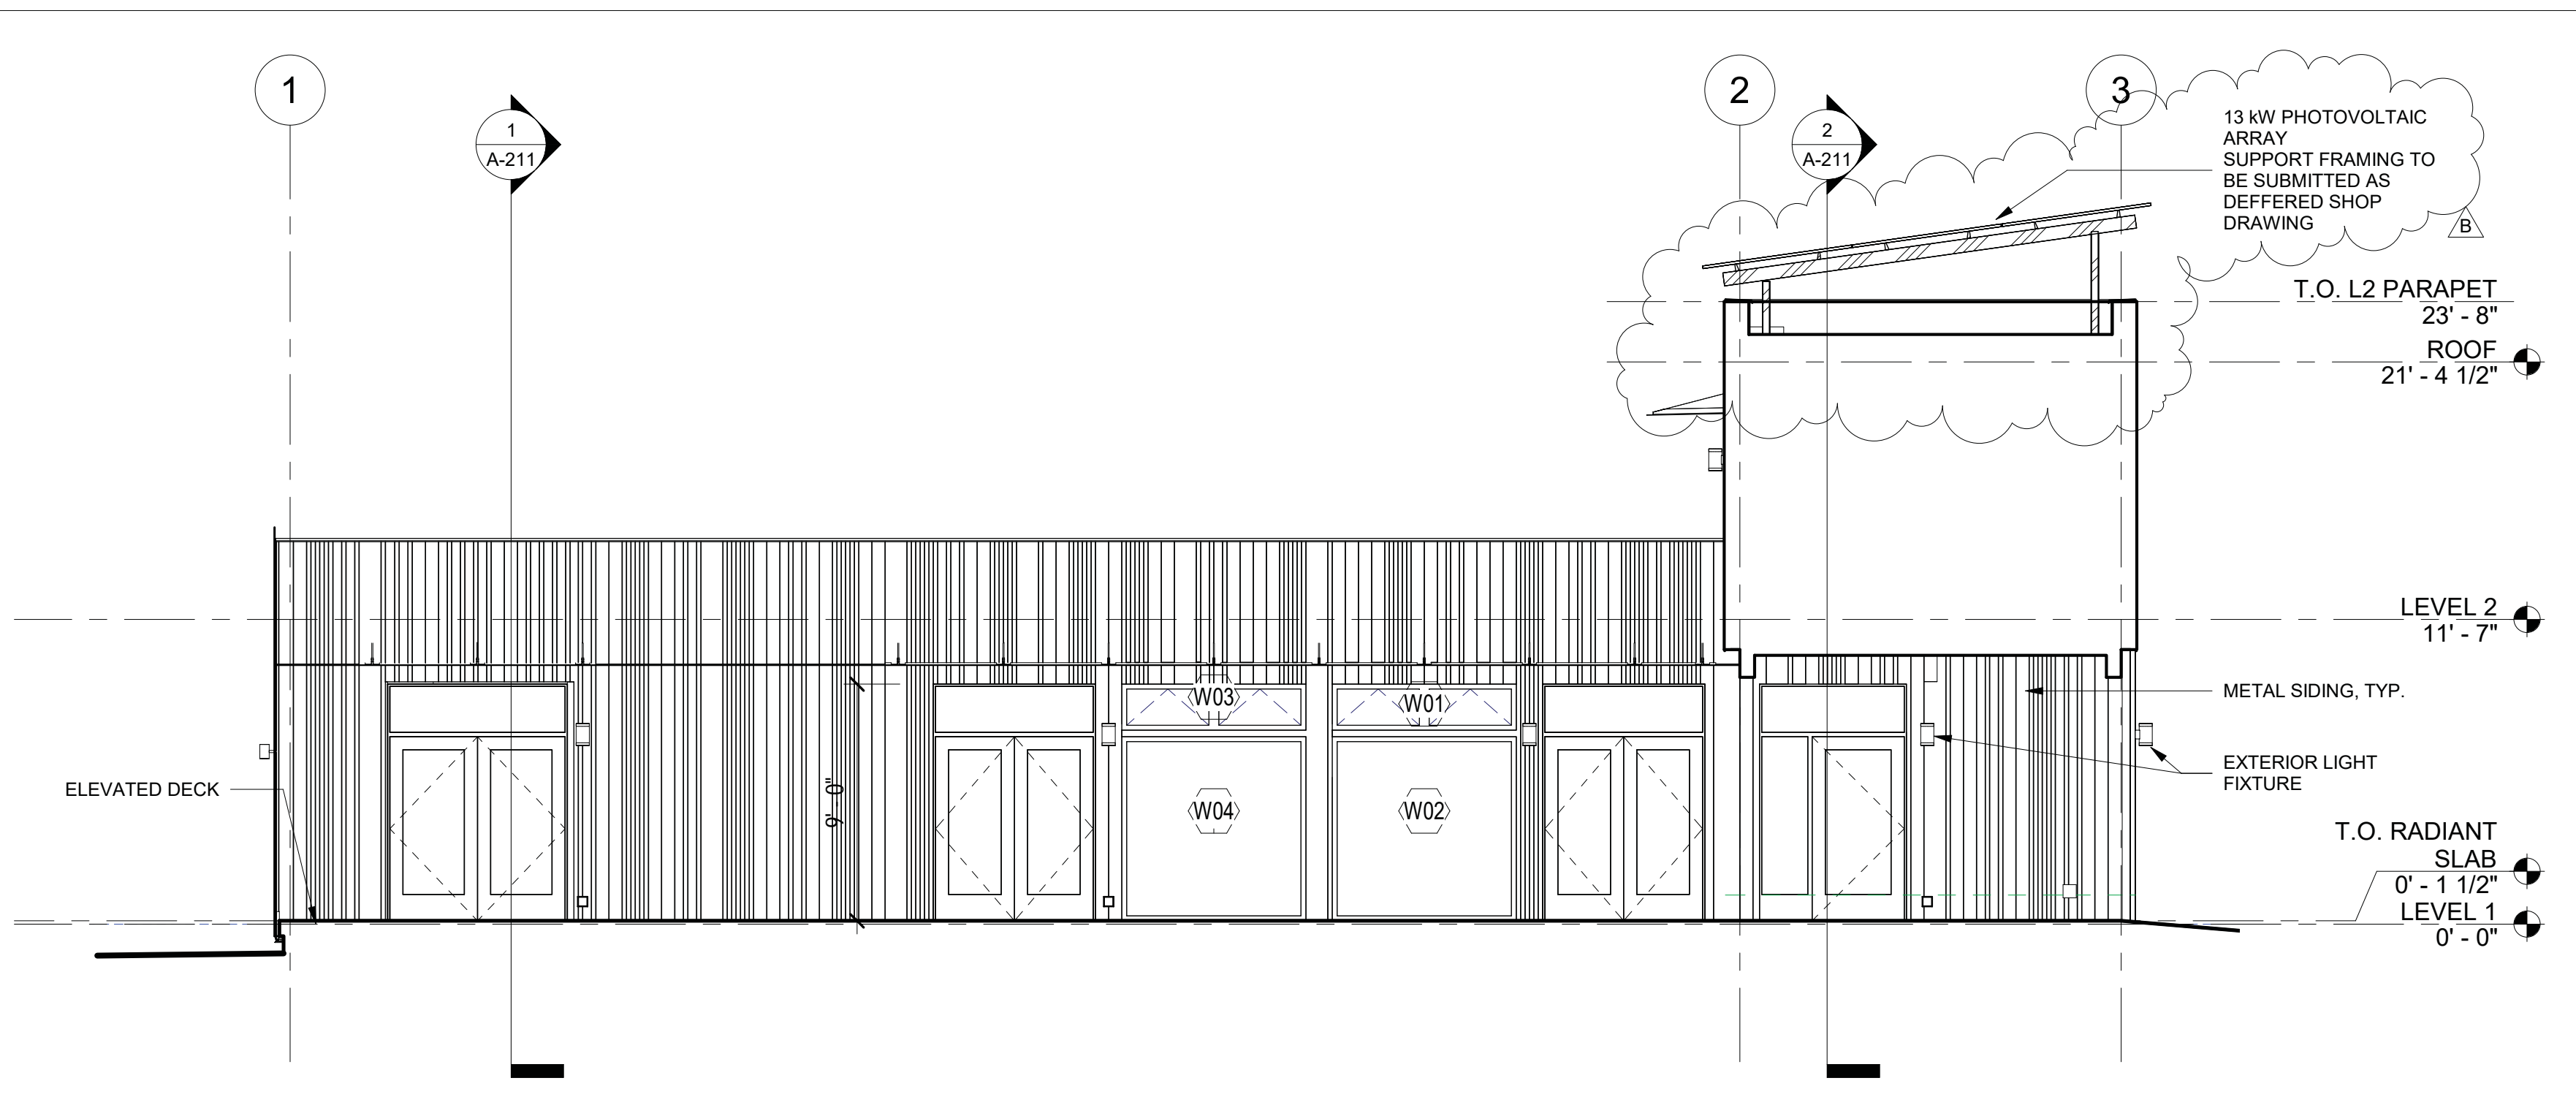 1
2
3
1
A-211
2
A-211
13 kW PHOTOVOLTAIC
ARRAY
SUPPORT FRAMING TO
BE SUBMITTED AS
DEFFERED SHOP
DRAWING
B
T.O. L2 PARAPET
23' - 8"
ROOF
21' - 4 1/2"
LEVEL 2
11' - 7"
W03
W01
METAL SIDING, TYP.
EXTERIOR LIGHT
FIXTURE
ELEVATED DECK
9' - 0"
W04
W02
T.O. RADIANT
SLAB
0' - 1 1/2"
LEVEL 1
0' - 0"